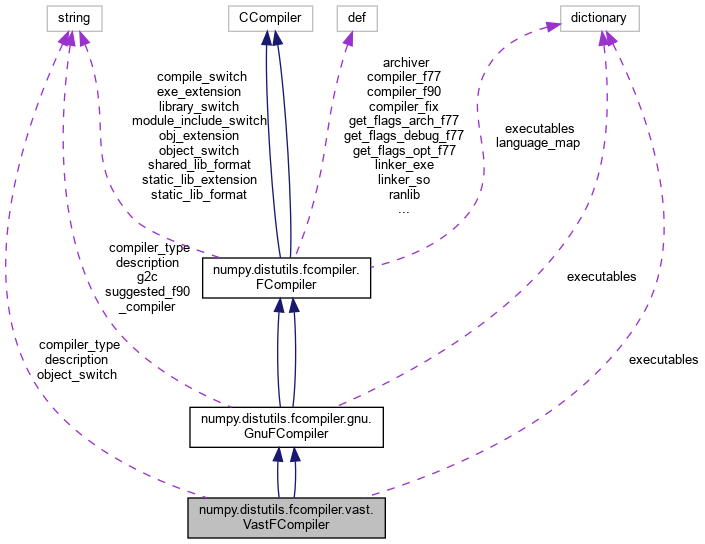 string
CCompiler
def
dictionary
compile_switch
exe_extension
library_switch
module_include_switch
obj_extension
object_switch
shared_lib_format
static_lib_extension
static_lib_format
archiver
compiler_f77
compiler_f90
compiler_fix
get_flags_arch_f77
get_flags_debug_f77
get_flags_opt_f77
linker_exe
linker_so
ranlib
...
executables
language_map
numpy.distutils.fcompiler.
FCompiler
compiler_type
description
g2c
suggested_f90
_compiler
executables
compiler_type
description
object_switch
executables
numpy.distutils.fcompiler.gnu.
GnuFCompiler
numpy.distutils.fcompiler.vast.
VastFCompiler